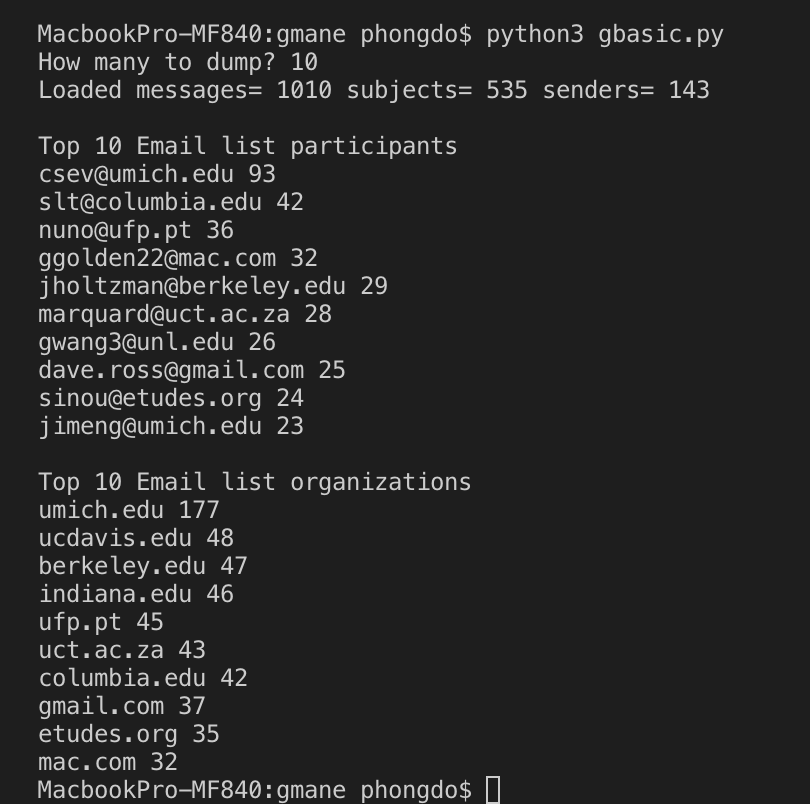 MacbookPro-MF840:gmane phongdo$ python3 gbasic.py
How many to dump? 10
Loaded messages= 1010 subjects= 535 senders= 143
Top 10 Email list participants
csev@umich.edu 93
slt@columbia.edu 42
nuno@ufp.pt 36
ggolden22@mac.com 32
jholtzman@berkeley.edu 29
marquard@uct.ac.za 28
gwang3@unl.edu 26
dave.ross@gmail.com 25
sinou@etudes.org 24
jimeng@umich.edu 23
Top 10 Email list organizations
umich.edu 177
ucdavis.edu 48
berkeley.edu 47
indiana.edu 46
ufp.pt 45
uct.ac.za 43
columbia.edu 42
gmail.com 37
etudes.org 35
mac.com 32
MacbookPro-MF840:gmane phongdo$